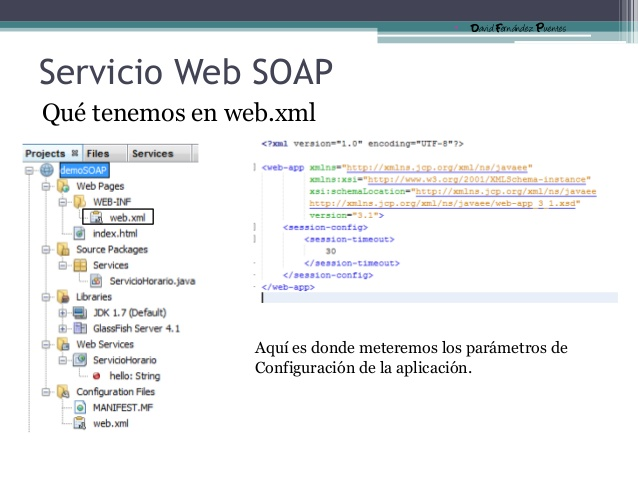 David Fernández Puentes
Servicio Web SOAP
Qué tenemos en web.xml
Projects Files Services
demoSOAP
Web Pages
WEB-INF
web.xml
index.html
Source Packages
Services
ServicioHorario.java
Libraries
JDK 1.7 (Default)
GlassFish Server 4.1
Web Services
ServicioHorario
hello: String
Configuration Files
MANIFEST.MF
web.xml
<?xml version="1.0" encoding="UTF-8"?>
<web-app xmlns="http://xmlns.jcp.org/xml/ns/javaee"
xmlns:xsi="http://www.w3.org/2001/XMLSchema-instance"
xsi:schemaLocation="http://xmlns.jcp.org/xml/ns/javaee
http://xmlns.jcp.org/xml/ns/javaee/web-app_3_1.xsd"
version="3.1">
<session-config>
<session-timeout>
30
</session-timeout>
</session-config>
</web-app>
Aquí es donde meteremos los parámetros de
Configuración de la aplicación.